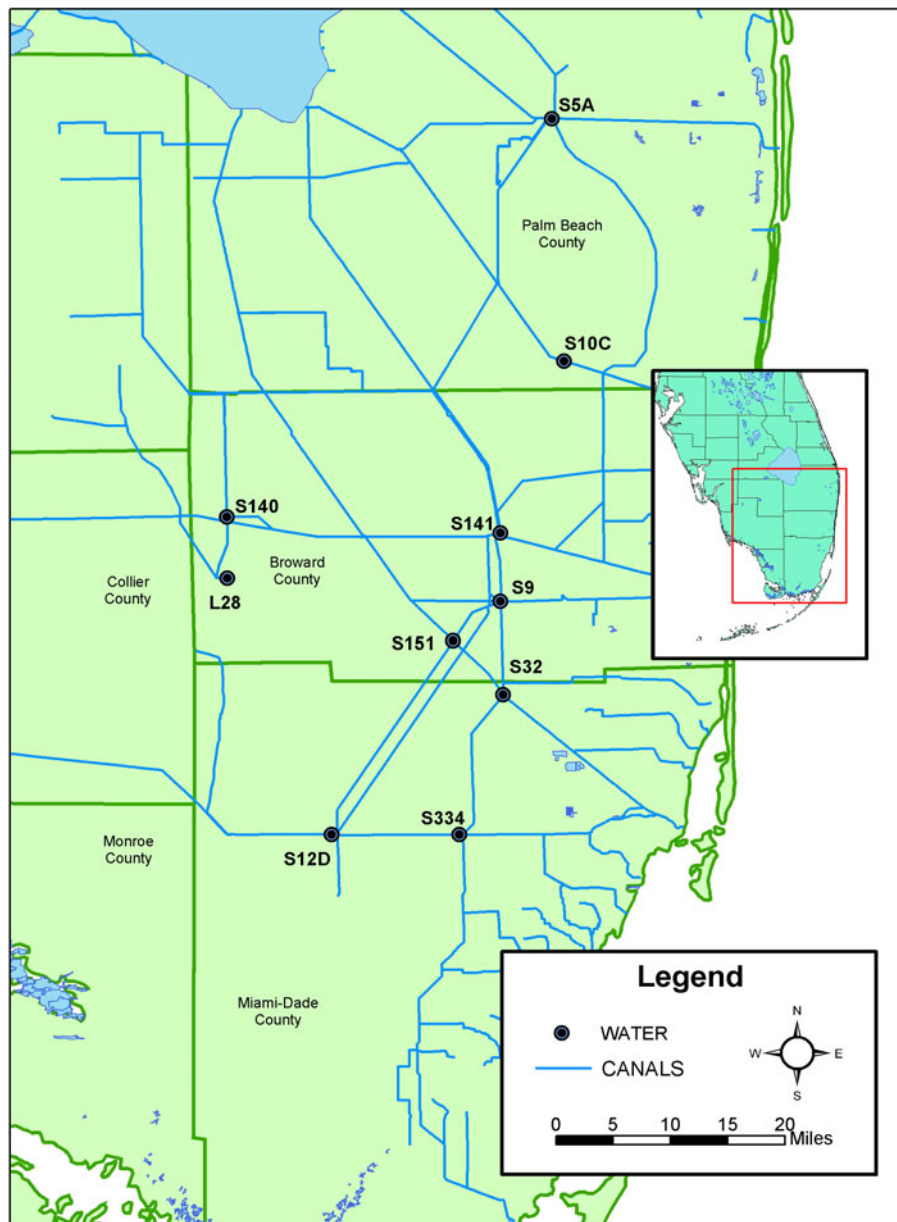 S5A
Palm Beach
County
S10C
S140
S141
Broward
County
Collier
County
L28
S9
S151
S32
S334
S12D
Monroe
County
Miami-Dade
County
Legend
WATER
CANALS
N
W E
S
0 5 10 15 20
Miles